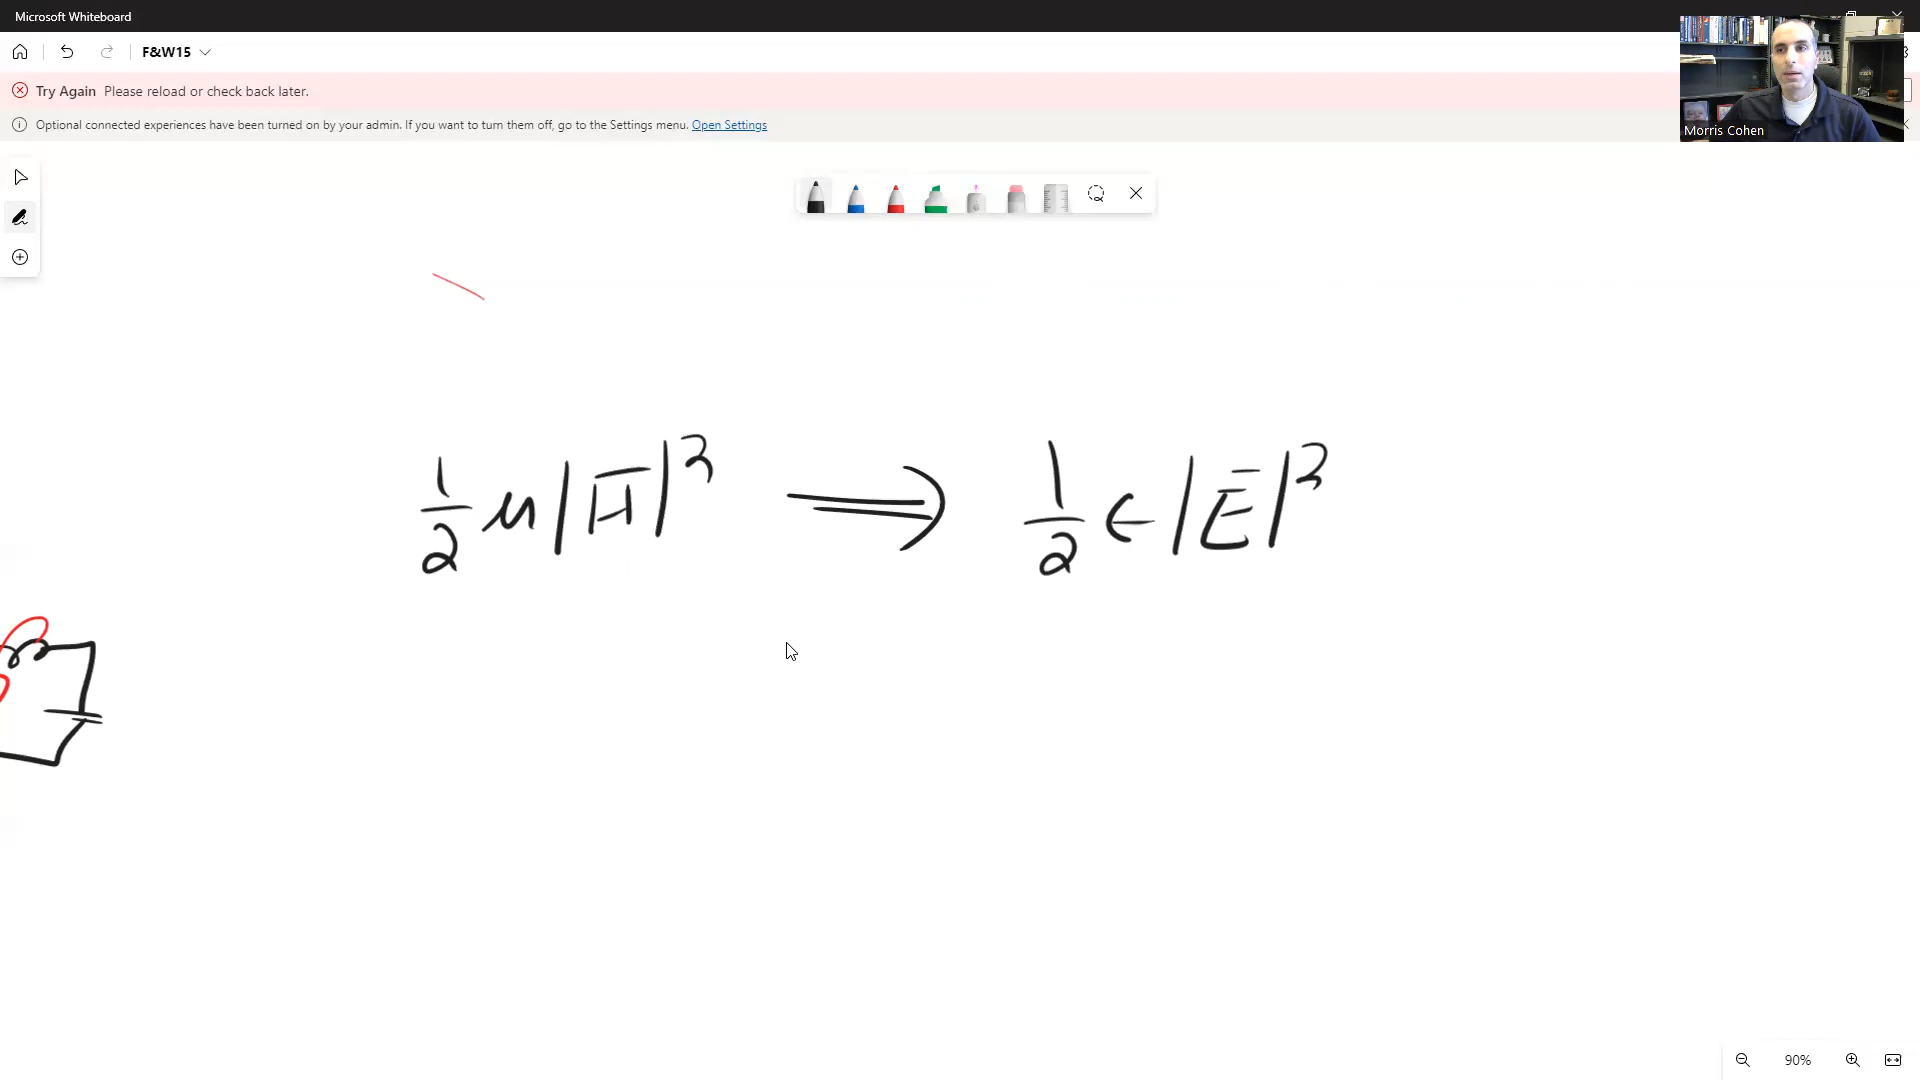 Microsoft Whiteboard
F&W15
Try Again Please reload or check back later.
Optional connected experiences have been turned on by your admin. If you want to turn them off, go to the Settings menu. Open Settings
Morris Cohen
1/2 μ|H̅|² ⟹ 1/2 ϵ|E̅|²
90%